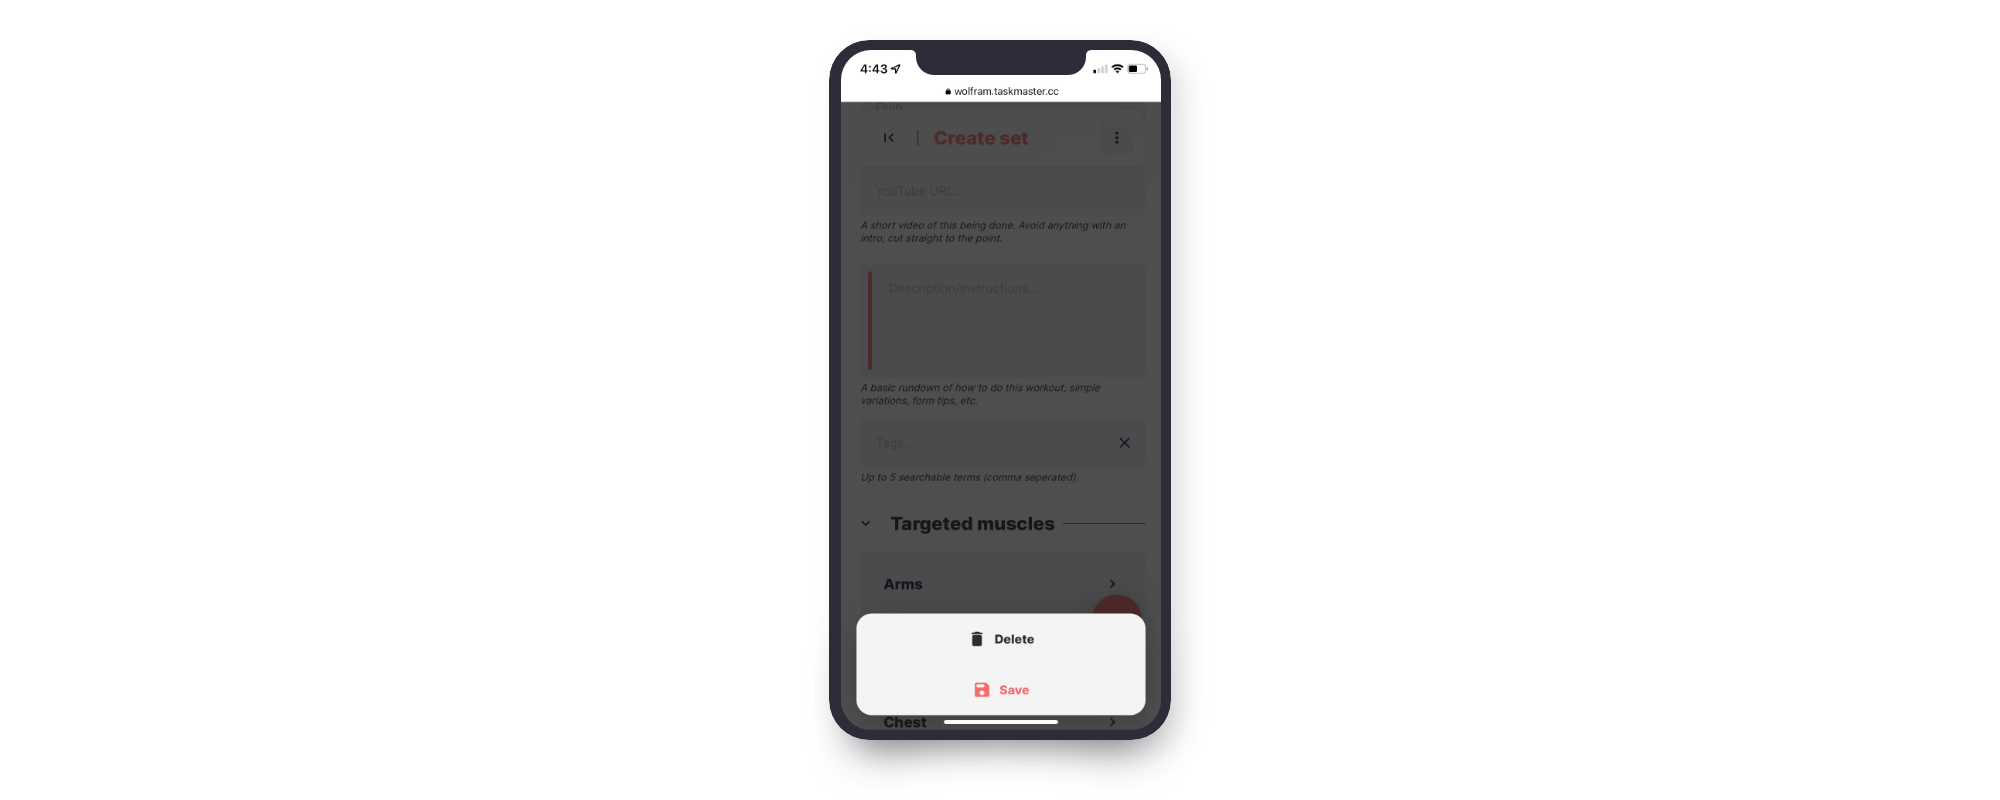 4:43
wolfram.taskmaster.cc
Create set
YouTube URL...
A short video of this being done. Avoid anything with an
intro; cut straight to the point.
Description/instructions...
A basic rundown of how to do this workout, simple
variations, form tips, etc.
Tags...
Up to 5 searchable terms (comma seperated).
Targeted muscles
Arms
Delete
Save
Chest